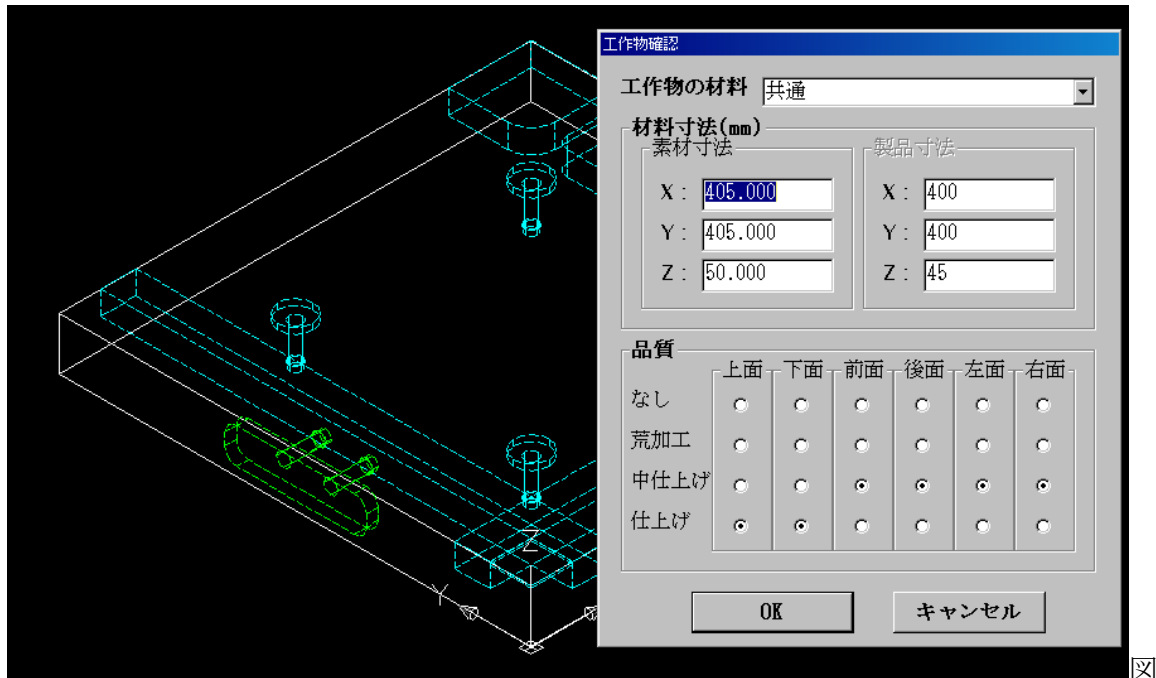 工作物確認
工作物の材料 共通
材料寸法(mm)
素材寸法 製品寸法
X : 405.000 X : 400
Y : 405.000 Y : 400
Z : 50.000 Z : 45
品質
上面 下面 前面 後面 左面 右面
なし
荒加工
中仕上げ
仕上げ
OK キャンセル
Z
Y
図